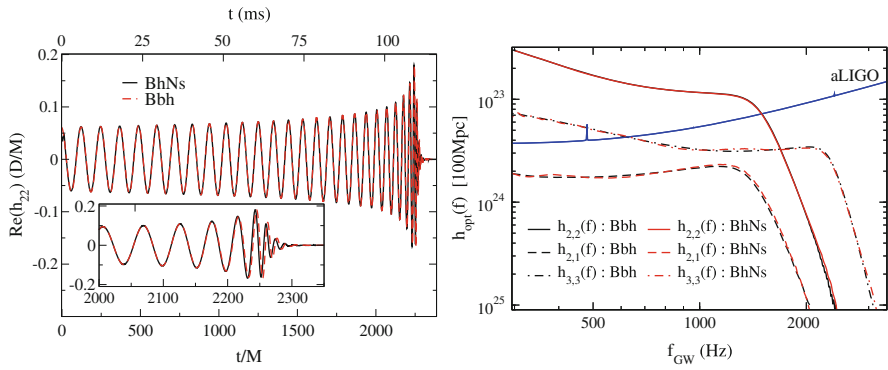 t (ms)
0 25 50 75 100
0.2
0.1
0
-0.1
-0.2
Re(h22) (D/M)
BhNs
Bbh
0.2
0
-0.2
2000 2100 2200 2300
0 500 1000 1500 2000
t/M
hopt(f) [100Mpc]
10^23
10^24
10^25
aLIGO
h2,2(f) : Bbh h2,2(f) : BhNs
h2,1(f) : Bbh h2,1(f) : BhNs
h3,3(f) : Bbh h3,3(f) : BhNs
500 1000 2000
fGW (Hz)